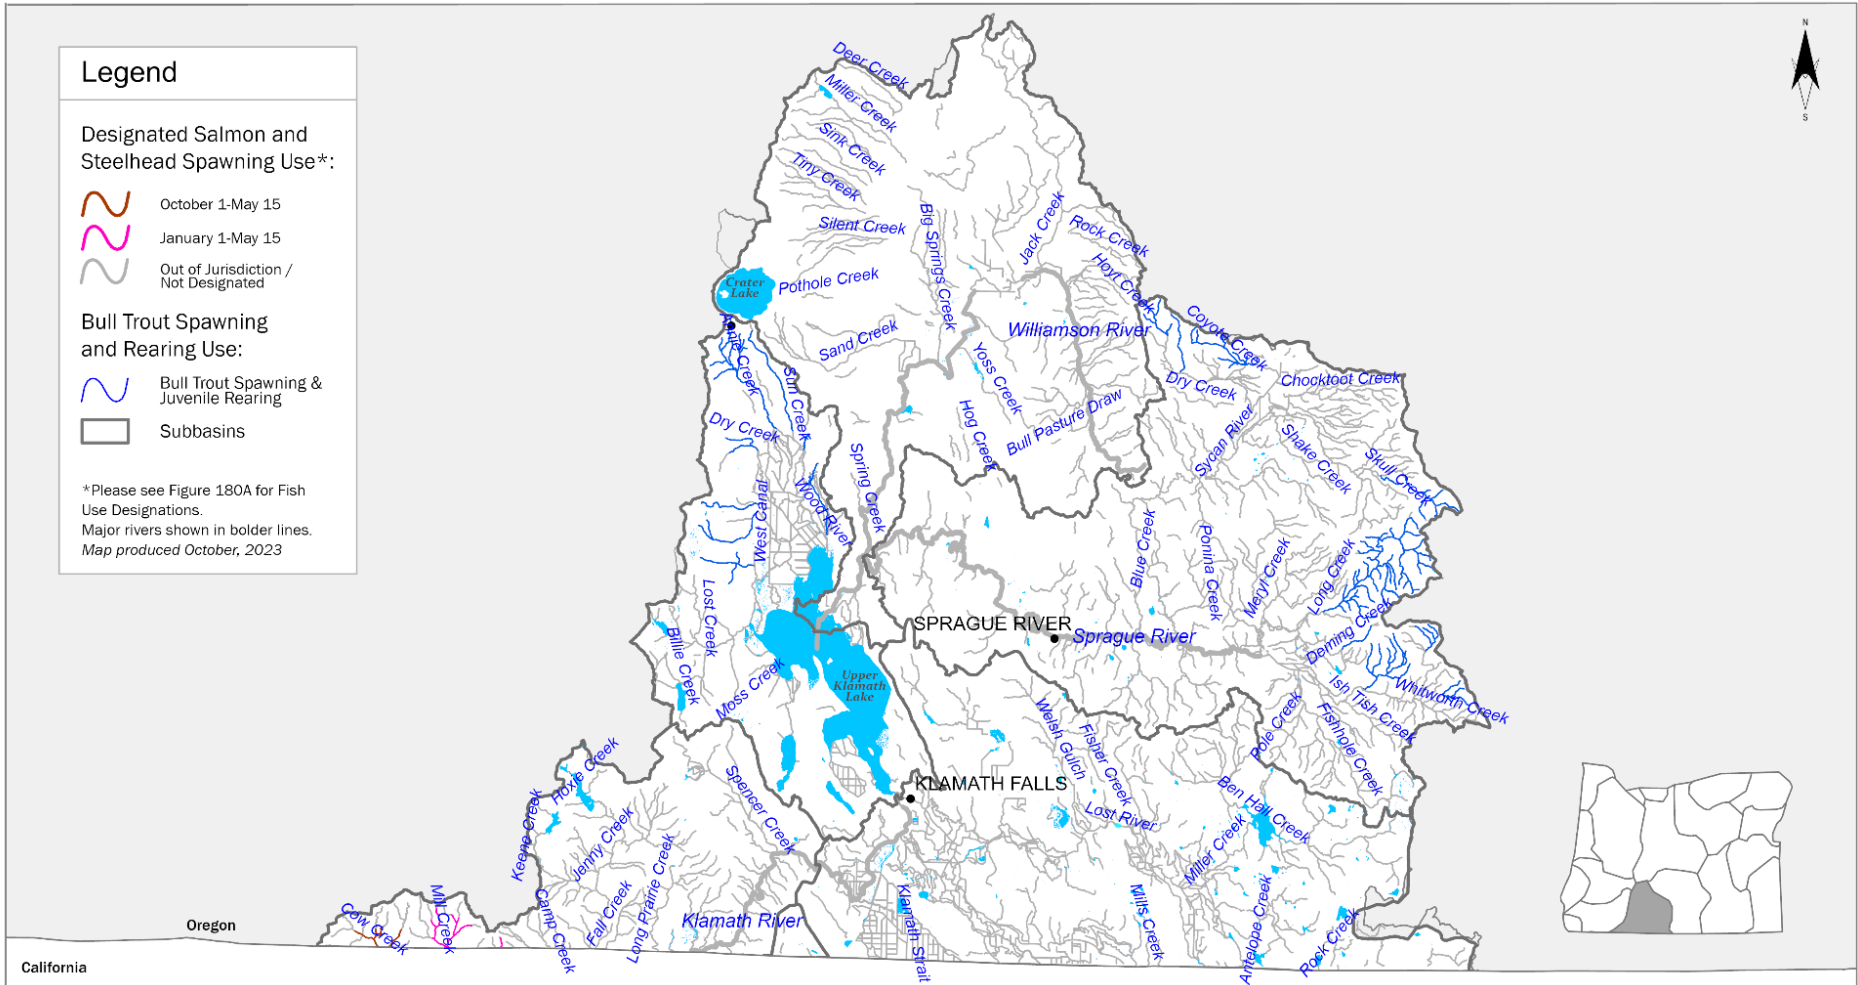 Legend
Designated Salmon and
Steelhead Spawning Use*:
October 1-May 15
January 1-May 15
Out of Jurisdiction /
Not Designated
Bull Trout Spawning
and Rearing Use:
Bull Trout Spawning &
Juvenile Rearing
Subbasins
*Please see Figure 180A for Fish
Use Designations.
Major rivers shown in bolder lines.
Map produced October, 2023
N
S
Deer Creek
Miller Creek
Sink Creek
Tiny Creek
Silent Creek
Big Springs Creek
Jack Creek
Rock Creek
Hoyt Creek
Crater
Lake
Pothole Creek
Annie Creek
Sand Creek
Sun Creek
Williamson River
Yoss Creek
Coyote Creek
Dry Creek
Chocktoot Creek
Dry Creek
Hog Creek
Bull Pasture Draw
Sycan River
Shake Creek
Skull Creek
Spring Creek
West Canal
Wood River
Blue Creek
Ponina Creek
Meryl Creek
Long Creek
Lost Creek
Billie Creek
Moss Creek
SPRAGUE RIVER
Sprague River
Deming Creek
Upper
Klamath
Lake
Ish Tish Creek
Whitworth Creek
Welsh Gulch
Fisher Creek
Pole Creek
Fishhole Creek
Hoxie Creek
Spencer Creek
KLAMATH FALLS
Keene Creek
Jenny Creek
Lost River
Ben Hall Creek
Miller Creek
Long Prairie Creek
Fall Creek
Camp Creek
Mill Creek
Cow Creek
Klamath River
Klamath Strait
Mills Creek
Antelope Creek
Rock Creek
Oregon
California